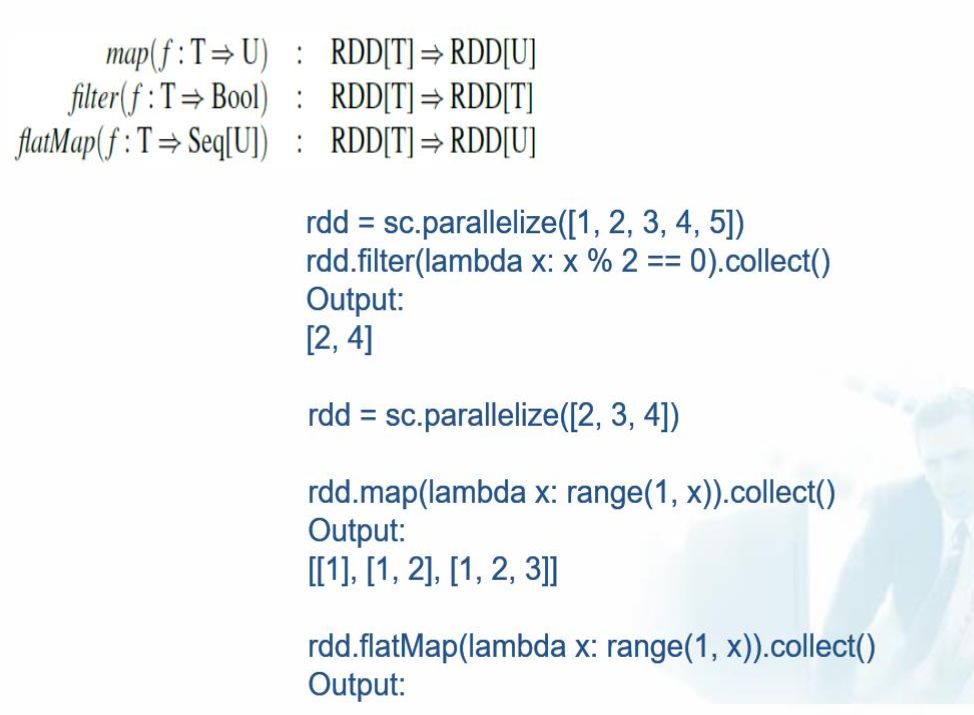 map(f : T ⇒ U) : RDD[T] ⇒ RDD[U]
filter(f : T ⇒ Bool) : RDD[T] ⇒ RDD[T]
flatMap(f : T ⇒ Seq[U]) : RDD[T] ⇒ RDD[U]
rdd = sc.parallelize([1, 2, 3, 4, 5])
rdd.filter(lambda x: x % 2 == 0).collect()
Output:
[2, 4]
rdd = sc.parallelize([2, 3, 4])
rdd.map(lambda x: range(1, x)).collect()
Output:
[[1], [1, 2], [1, 2, 3]]
rdd.flatMap(lambda x: range(1, x)).collect()
Output: